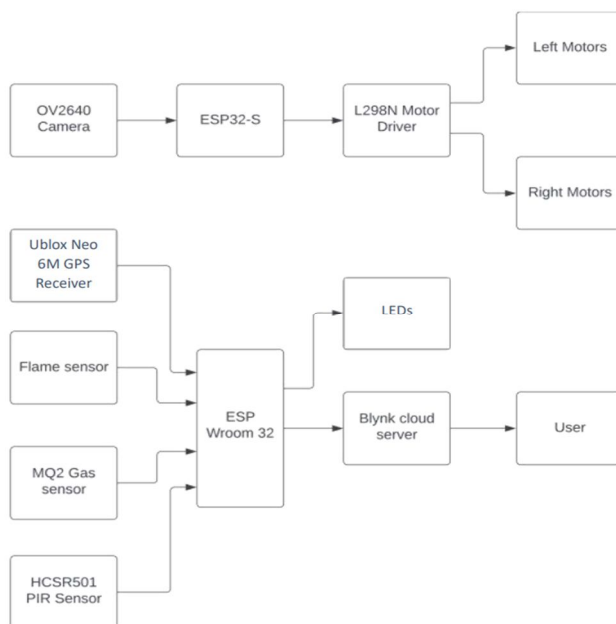 Left Motors
OV2640
Camera
ESP32-S
L298N Motor
Driver
Right Motors
Ublox Neo
6M GPS
Receiver
LEDs
Flame sensor
ESP
Wroom 32
Blynk cloud
server
User
MQ2 Gas
sensor
HCSR501
PIR Sensor